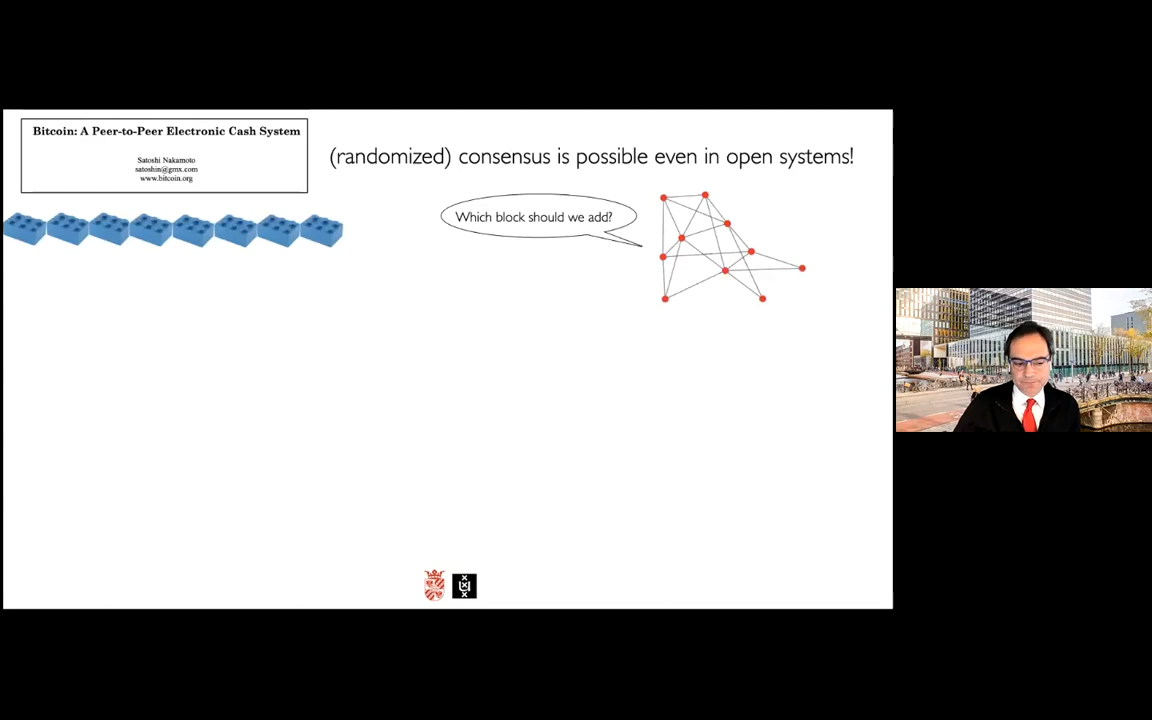 Bitcoin: A Peer-to-Peer Electronic Cash System
Satoshi Nakamoto
satoshin@gmx.com
www.bitcoin.org
(randomized) consensus is possible even in open systems!
Which block should we add?